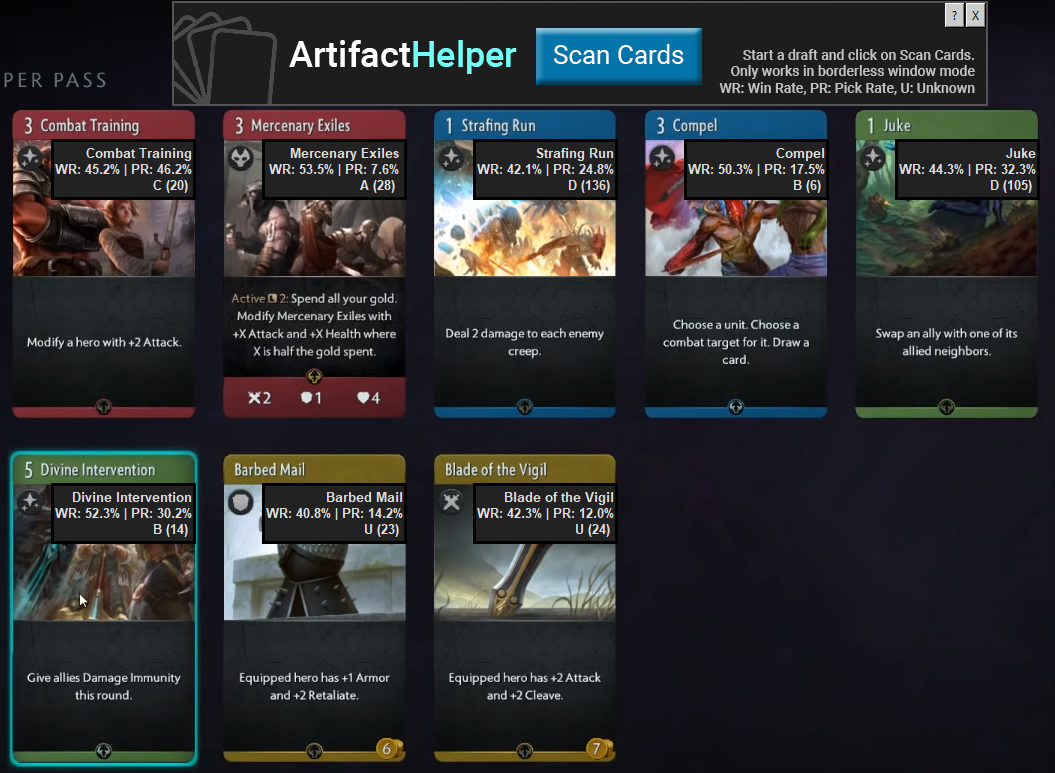 ? X
ArtifactHelper
Scan Cards
Start a draft and click on Scan Cards.
Only works in borderless window mode
WR: Win Rate, PR: Pick Rate, U: Unknown
PER PASS
3 Combat Training
Combat Training
WR: 45.2% | PR: 46.2%
C (20)
Modify a hero with +2 Attack.
3 Mercenary Exiles
Mercenary Exiles
WR: 53.5% | PR: 7.6%
A (28)
Active 2: Spend all your gold.
Modify Mercenary Exiles with
+X Attack and +X Health where
X is half the gold spent.
2 1 4
1 Strafing Run
Strafing Run
WR: 42.1% | PR: 24.8%
D (136)
Deal 2 damage to each enemy
creep.
3 Compel
Compel
WR: 50.3% | PR: 17.5%
B (6)
Choose a unit. Choose a
combat target for it. Draw a
card.
1 Juke
Juke
WR: 44.3% | PR: 32.3%
D (105)
Swap an ally with one of its
allied neighbors.
5 Divine Intervention
Divine Intervention
WR: 52.3% | PR: 30.2%
B (14)
Give allies Damage Immunity
this round.
Barbed Mail
Barbed Mail
WR: 40.8% | PR: 14.2%
U (23)
Equipped hero has +1 Armor
and +2 Retaliate.
6
Blade of the Vigil
Blade of the Vigil
WR: 42.3% | PR: 12.0%
U (24)
Equipped hero has +2 Attack
and +2 Cleave.
7